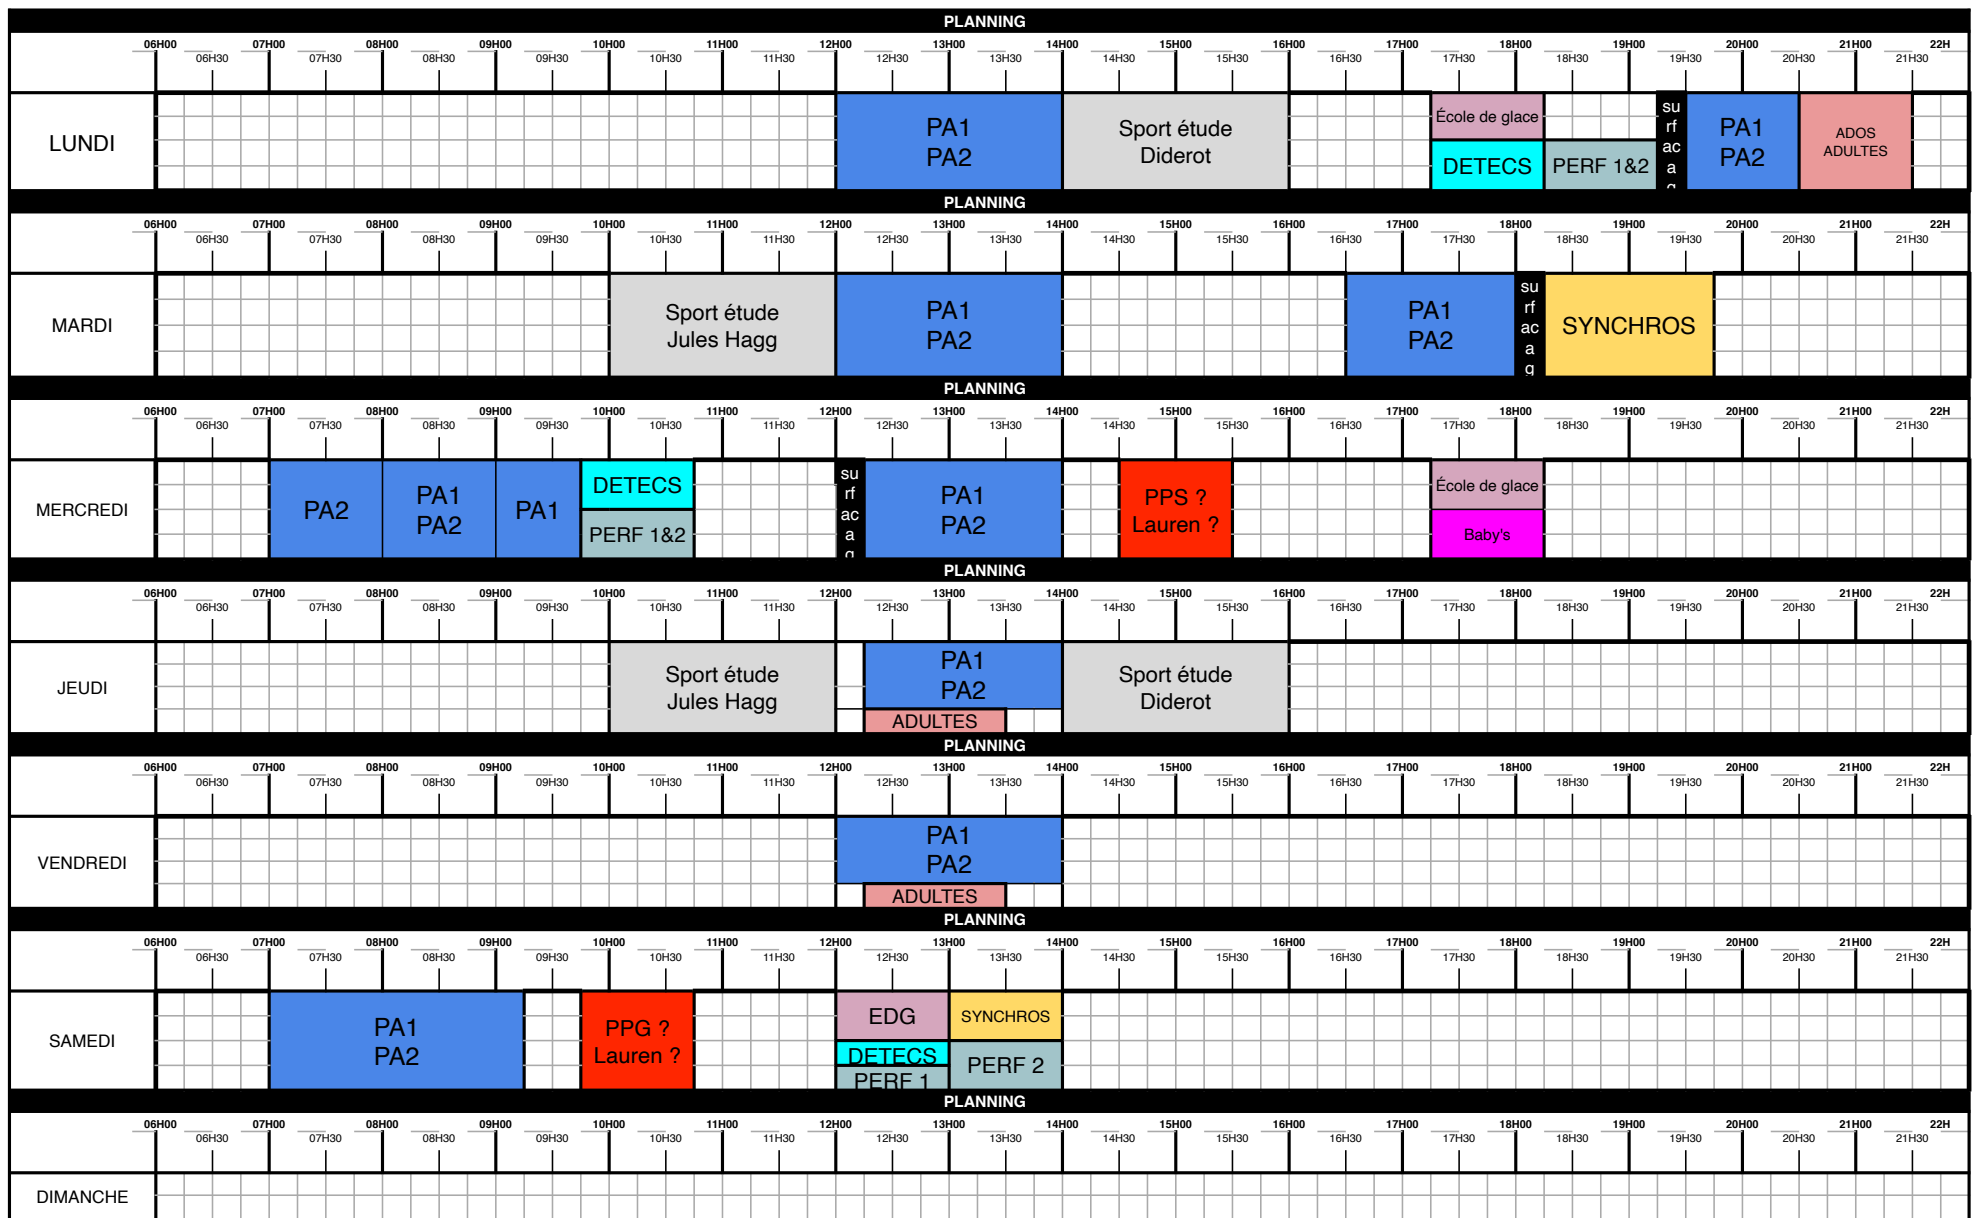 PLANNING
06H00 07H00 08H00 09H00 10H00 11H00 12H00 13H00 14H00 15H00 16H00 17H00 18H00 19H00 20H00 21H00 22H
06H30 07H30 08H30 09H30 10H30 11H30 12H30 13H30 14H30 15H30 16H30 17H30 18H30 19H30 20H30 21H30
LUNDI
PA1
PA2
Sport étude
Diderot
École de glace
DETECS
PERF 1&2
su
rf
ac
a
g
PA1
PA2
ADOS
ADULTES
PLANNING
06H00 07H00 08H00 09H00 10H00 11H00 12H00 13H00 14H00 15H00 16H00 17H00 18H00 19H00 20H00 21H00 22H
06H30 07H30 08H30 09H30 10H30 11H30 12H30 13H30 14H30 15H30 16H30 17H30 18H30 19H30 20H30 21H30
MARDI
Sport étude
Jules Hagg
PA1
PA2
PA1
PA2
su
rf
ac
a
g
SYNCHROS
PLANNING
06H00 07H00 08H00 09H00 10H00 11H00 12H00 13H00 14H00 15H00 16H00 17H00 18H00 19H00 20H00 21H00 22H
06H30 07H30 08H30 09H30 10H30 11H30 12H30 13H30 14H30 15H30 16H30 17H30 18H30 19H30 20H30 21H30
MERCREDI
PA2
PA1
PA2
PA1
DETECS
PERF 1&2
su
rf
ac
a
g
PA1
PA2
PPS ?
Lauren ?
École de glace
Baby's
PLANNING
06H00 07H00 08H00 09H00 10H00 11H00 12H00 13H00 14H00 15H00 16H00 17H00 18H00 19H00 20H00 21H00 22H
06H30 07H30 08H30 09H30 10H30 11H30 12H30 13H30 14H30 15H30 16H30 17H30 18H30 19H30 20H30 21H30
JEUDI
Sport étude
Jules Hagg
PA1
PA2
ADULTES
Sport étude
Diderot
PLANNING
06H00 07H00 08H00 09H00 10H00 11H00 12H00 13H00 14H00 15H00 16H00 17H00 18H00 19H00 20H00 21H00 22H
06H30 07H30 08H30 09H30 10H30 11H30 12H30 13H30 14H30 15H30 16H30 17H30 18H30 19H30 20H30 21H30
VENDREDI
PA1
PA2
ADULTES
PLANNING
06H00 07H00 08H00 09H00 10H00 11H00 12H00 13H00 14H00 15H00 16H00 17H00 18H00 19H00 20H00 21H00 22H
06H30 07H30 08H30 09H30 10H30 11H30 12H30 13H30 14H30 15H30 16H30 17H30 18H30 19H30 20H30 21H30
SAMEDI
PA1
PA2
PPG ?
Lauren ?
EDG
DETECS
PERF 1
SYNCHROS
PERF 2
PLANNING
06H00 07H00 08H00 09H00 10H00 11H00 12H00 13H00 14H00 15H00 16H00 17H00 18H00 19H00 20H00 21H00 22H
06H30 07H30 08H30 09H30 10H30 11H30 12H30 13H30 14H30 15H30 16H30 17H30 18H30 19H30 20H30 21H30
DIMANCHE